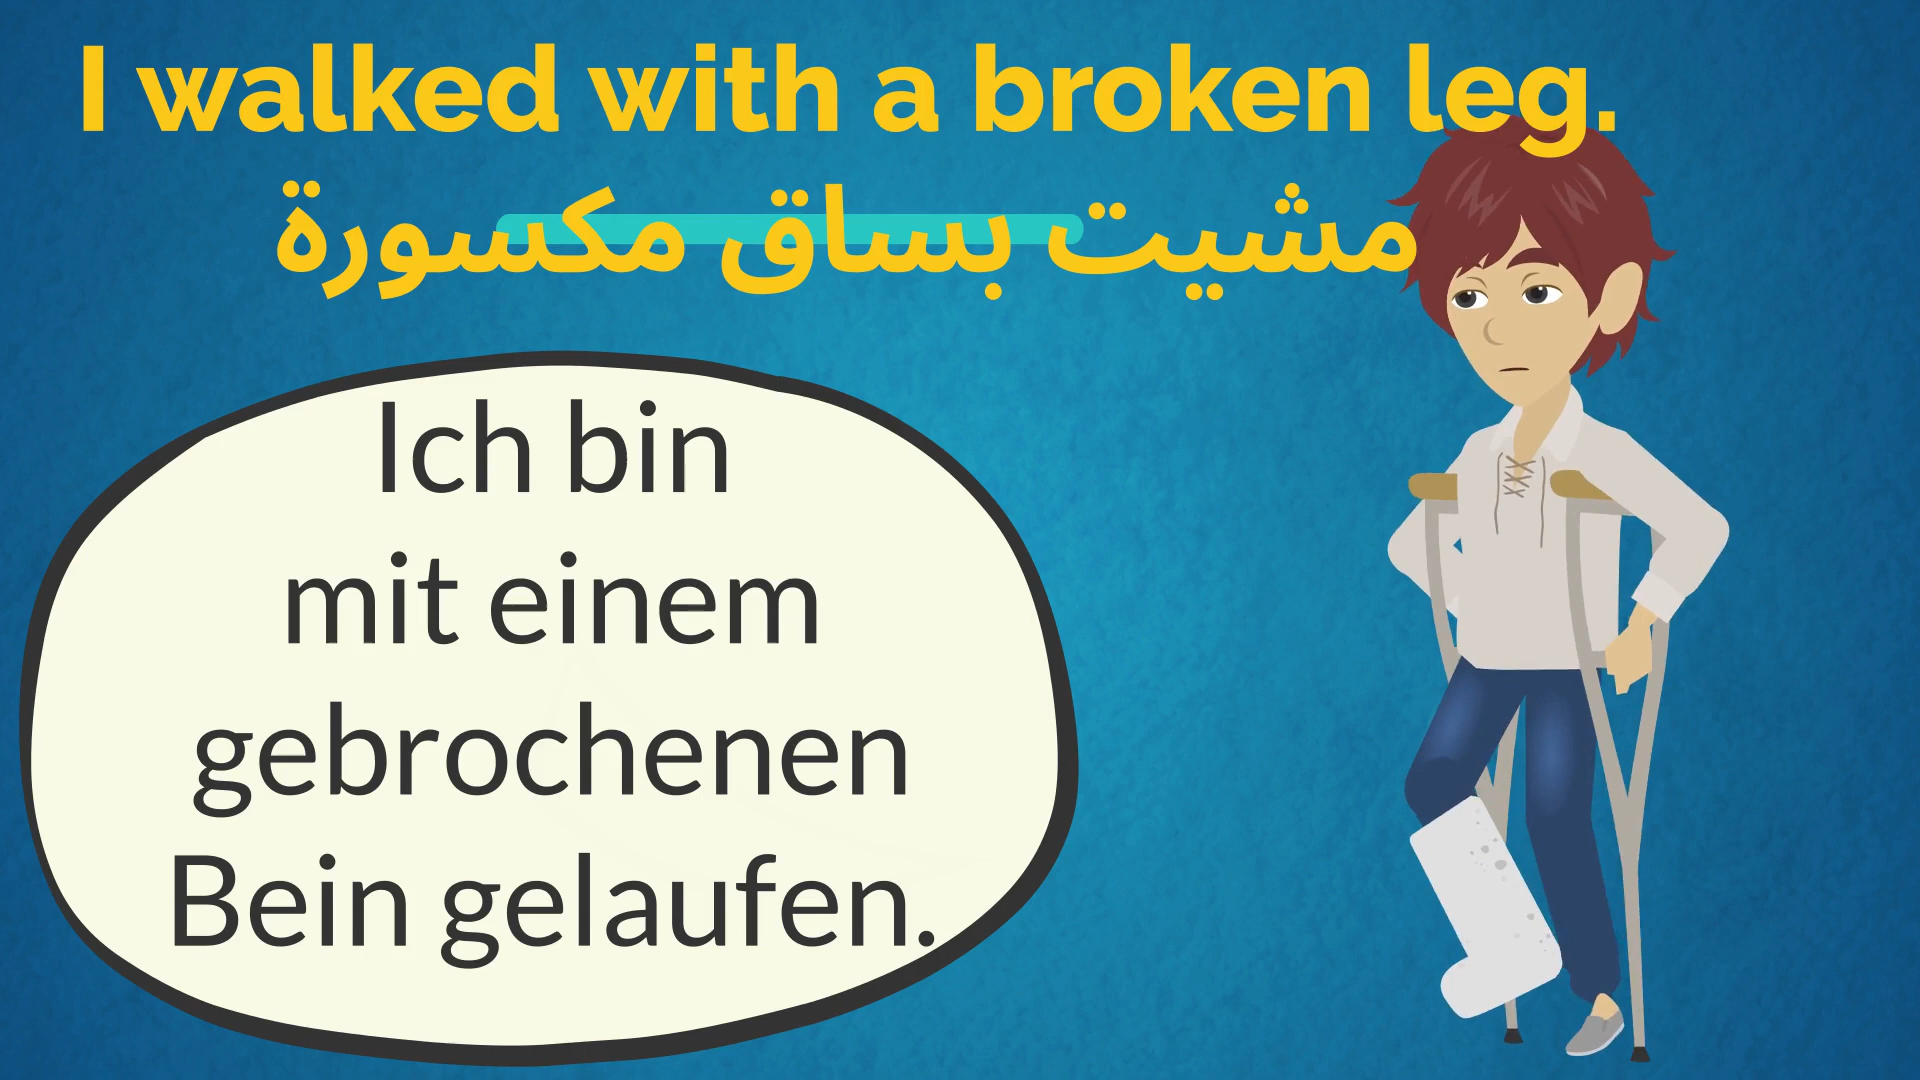 I walked with a broken leg.
مشيت بساق مكسورة
Ich bin
mit einem
gebrochenen
Bein gelaufen.